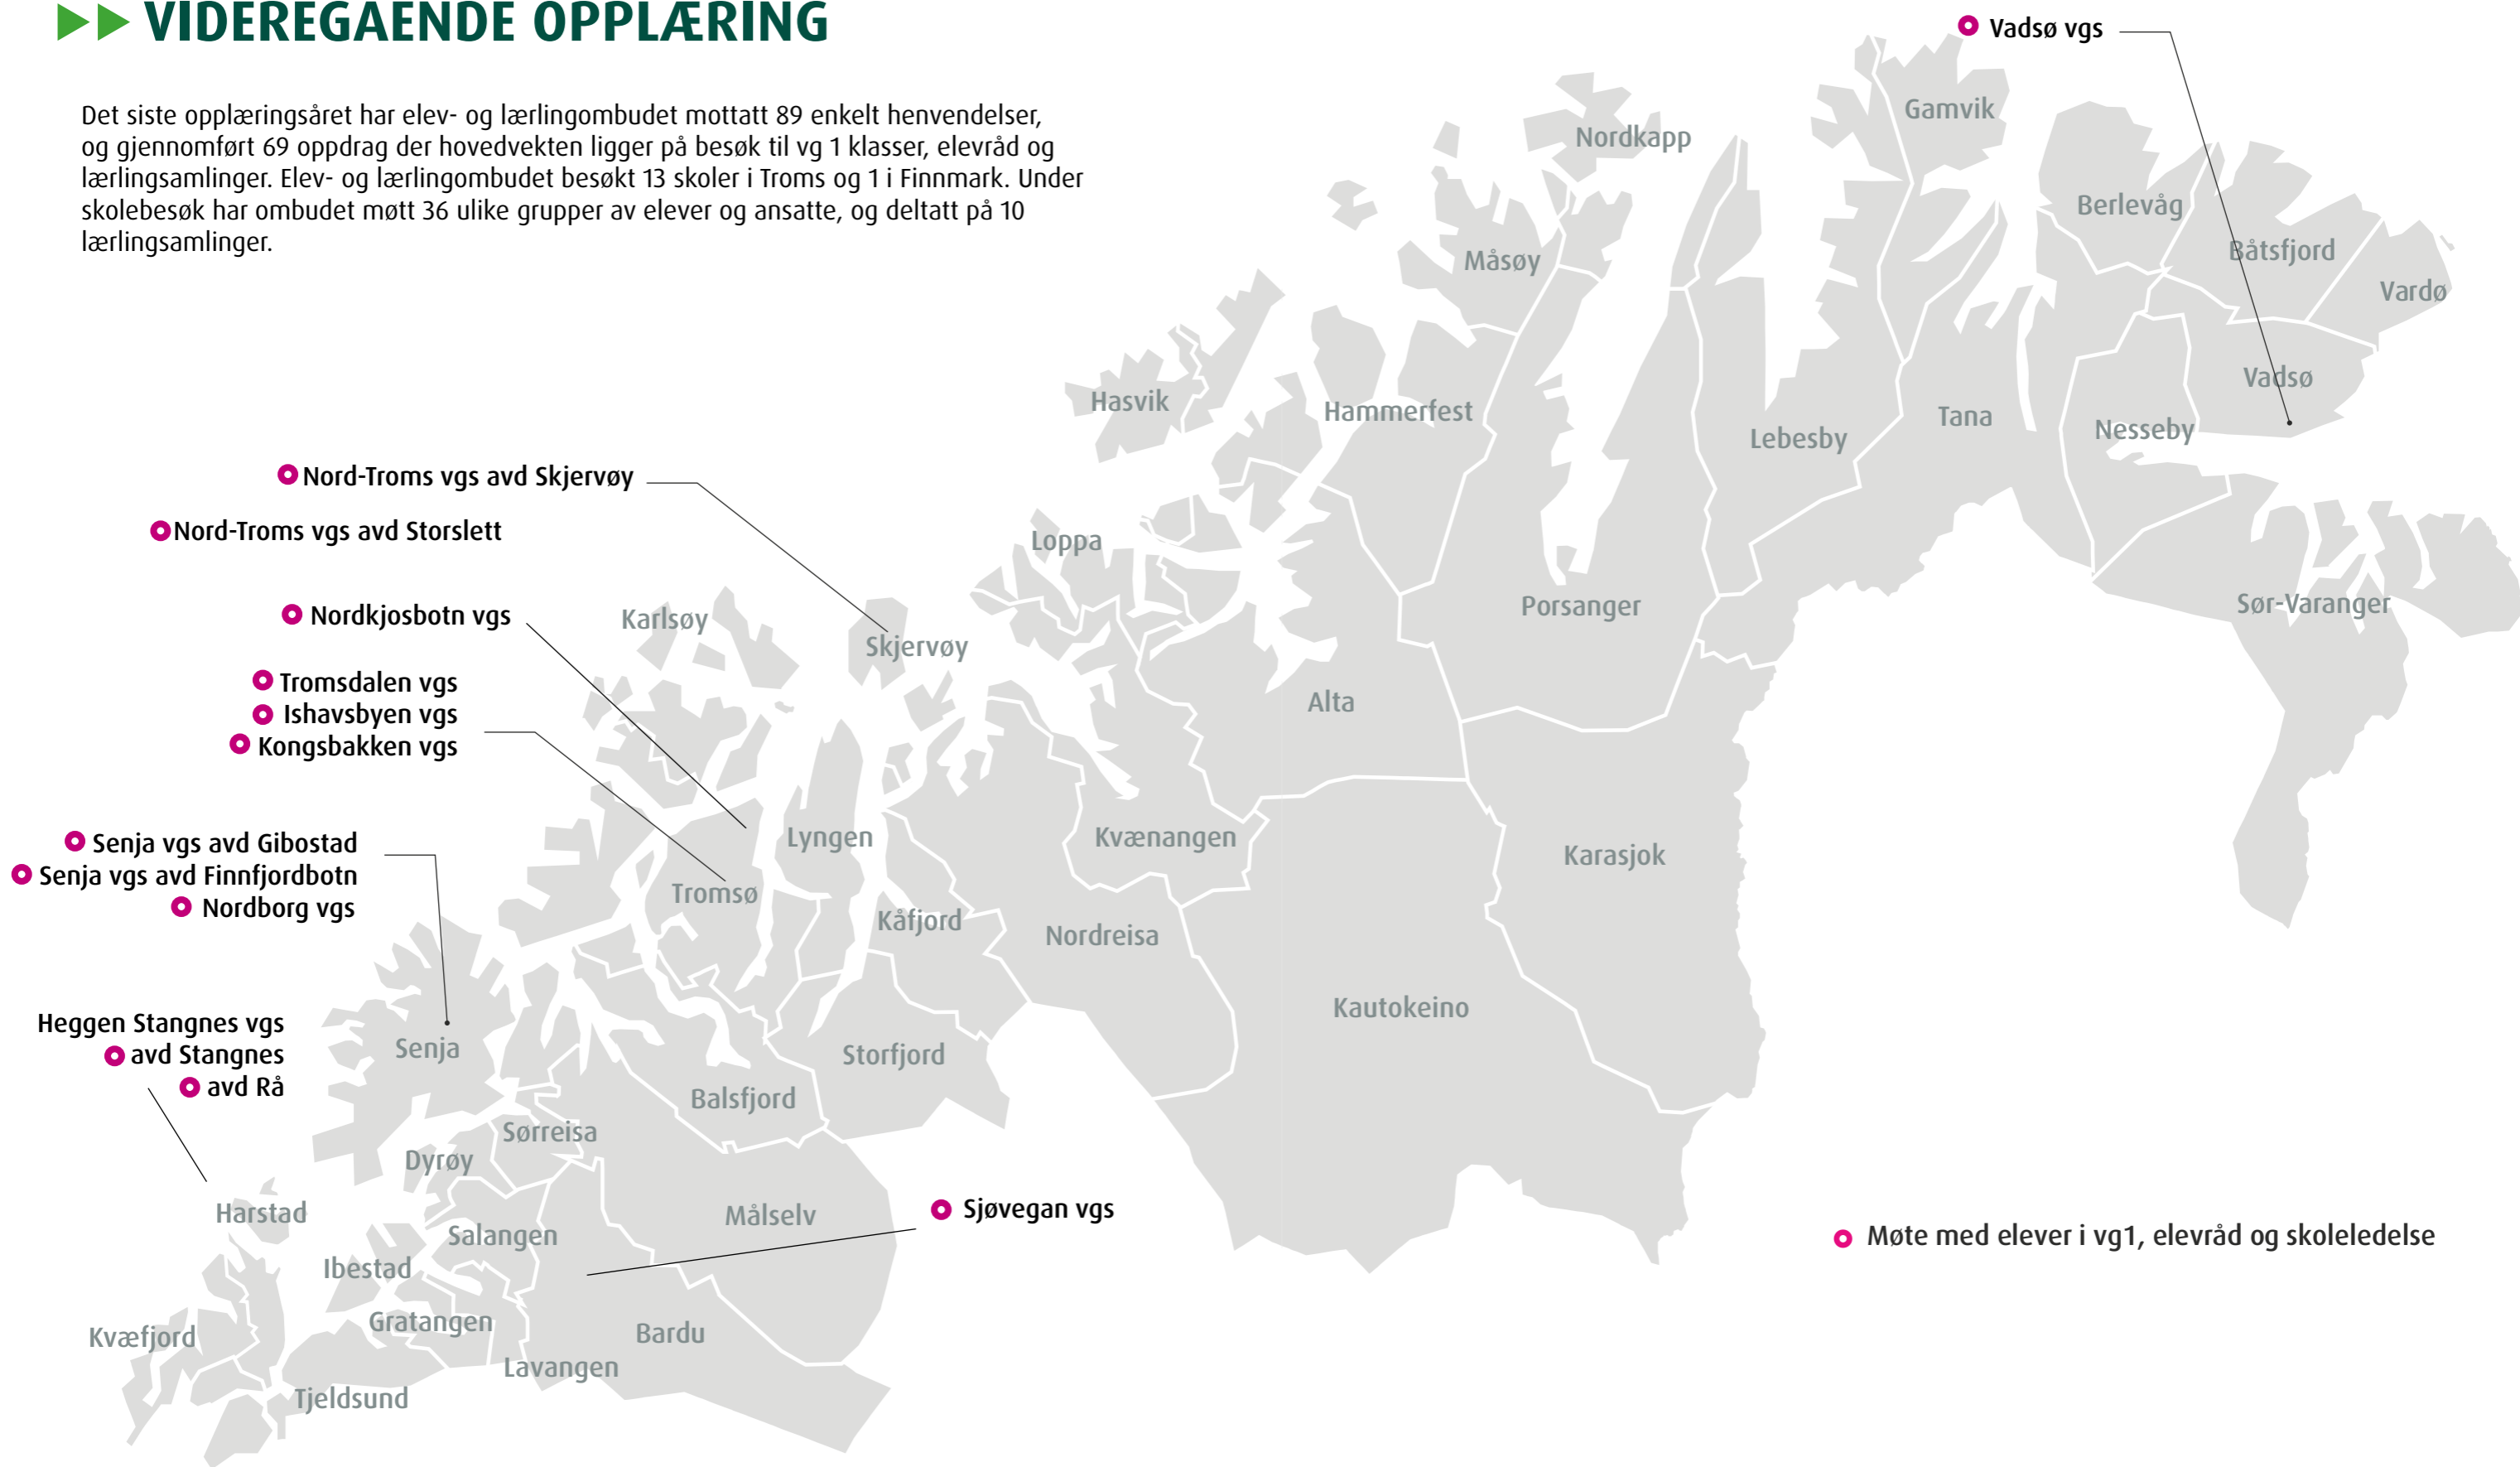 VIDEREGÅENDE OPPLÆRING
Det siste opplæringsåret har elev- og lærlingombudet mottatt 89 enkelt henvendelser,
og gjennomført 69 oppdrag der hovedvekten ligger på besøk til vg 1 klasser, elevråd og
lærlingsamlinger. Elev- og lærlingombudet besøkt 13 skoler i Troms og 1 i Finnmark. Under
skolebesøk har ombudet møtt 36 ulike grupper av elever og ansatte, og deltatt på 10
lærlingsamlinger.
Vadsø vgs
Gamvik
Nordkapp
Berlevåg
Båtsfjord
Måsøy
Vardø
Vadsø
Hasvik
Hammerfest
Tana
Nesseby
Lebesby
Nord-Troms vgs avd Skjervøy
Nord-Troms vgs avd Storslett
Loppa
Nordkjosbotn vgs
Karlsøy
Skjervøy
Porsanger
Sør-Varanger
Tromsdalen vgs
Ishavsbyen vgs
Kongsbakken vgs
Alta
Senja vgs avd Gibostad
Senja vgs avd Finnfjordbotn
Nordborg vgs
Lyngen
Kvænangen
Karasjok
Tromsø
Kåfjord
Nordreisa
Kautokeino
Heggen Stangnes vgs
avd Stangnes
avd Rå
Senja
Storfjord
Balsfjord
Sørreisa
Dyrøy
Harstad
Målselv
Sjøvegan vgs
Salangen
Ibestad
Møte med elever i vg1, elevråd og skoleledelse
Gratangen
Kvæfjord
Bardu
Lavangen
Tjeldsund